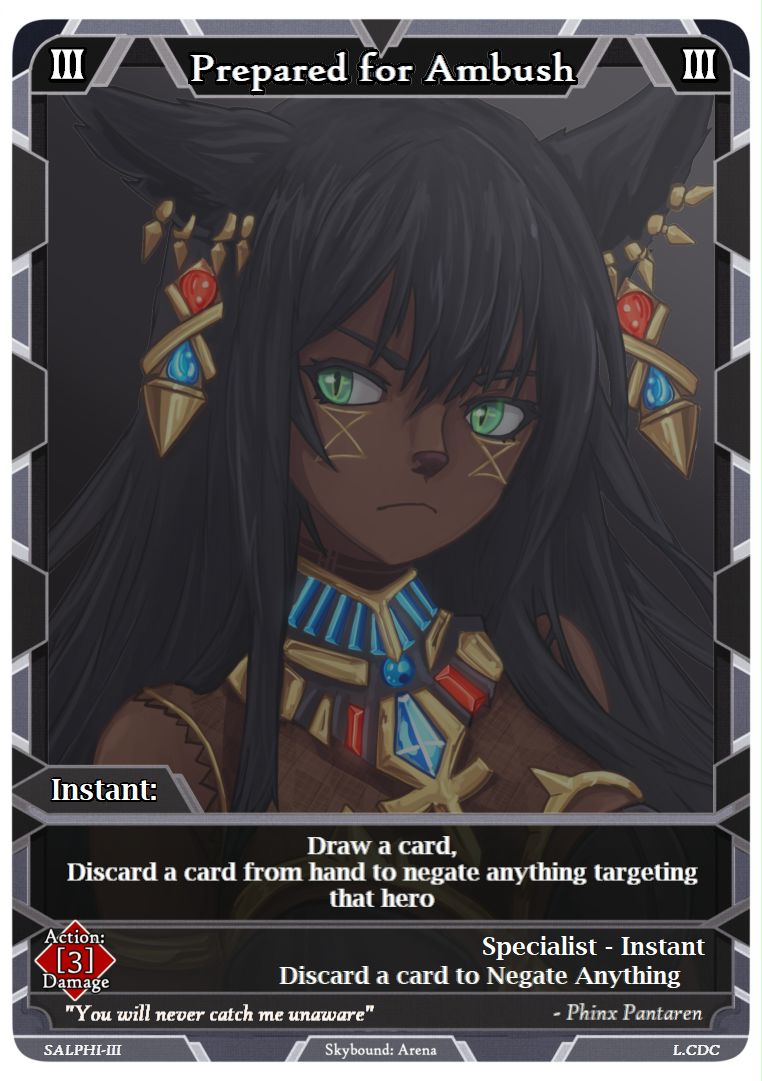 III Prepared for Ambush III
Instant:
Draw a card,
Discard a card from hand to negate anything targeting
that hero
Action:
[3]
Damage
Specialist - Instant
Discard a card to Negate Anything
"You will never catch me unaware" - Phinx Pantaren
SALPHI-III Skybound: Arena L.CDC